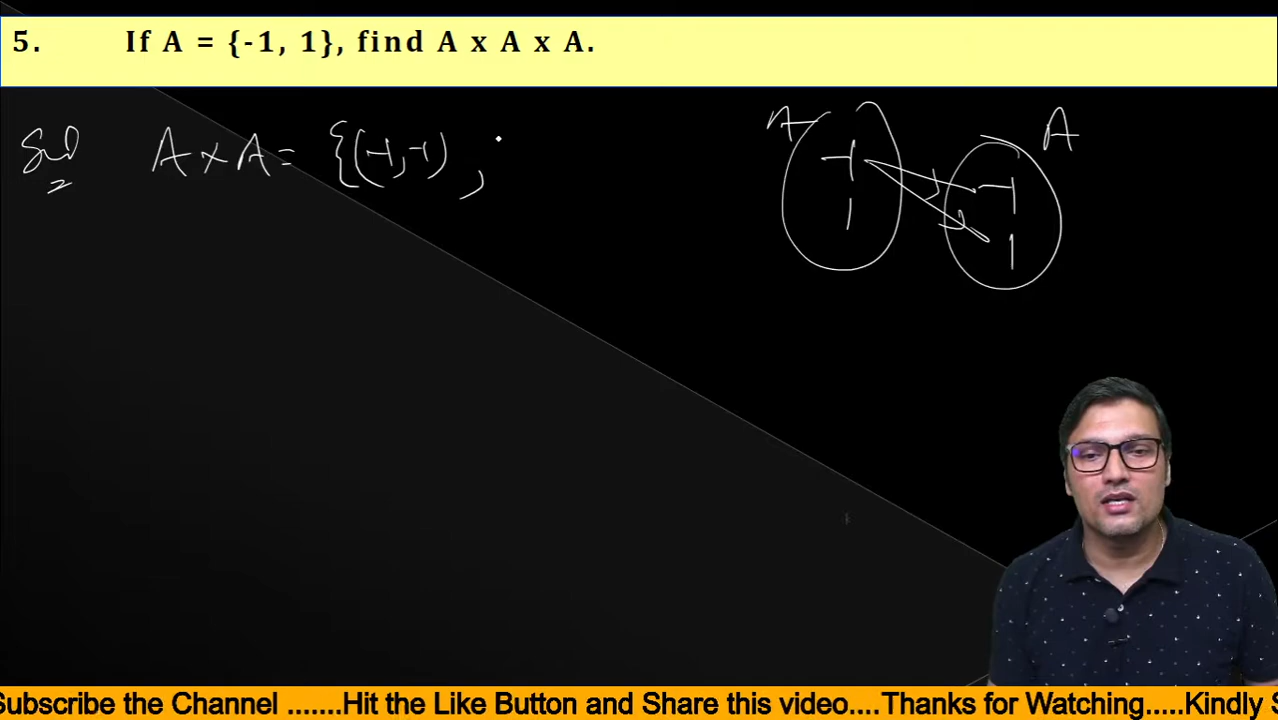 5. If A = {-1, 1}, find A x A x A.
Sol A × A = {(-1,-1),
A
A
-1
-1
1
1
Subscribe the Channel .......Hit the Like Button and Share this video....Thanks for Watching.....Kindly S